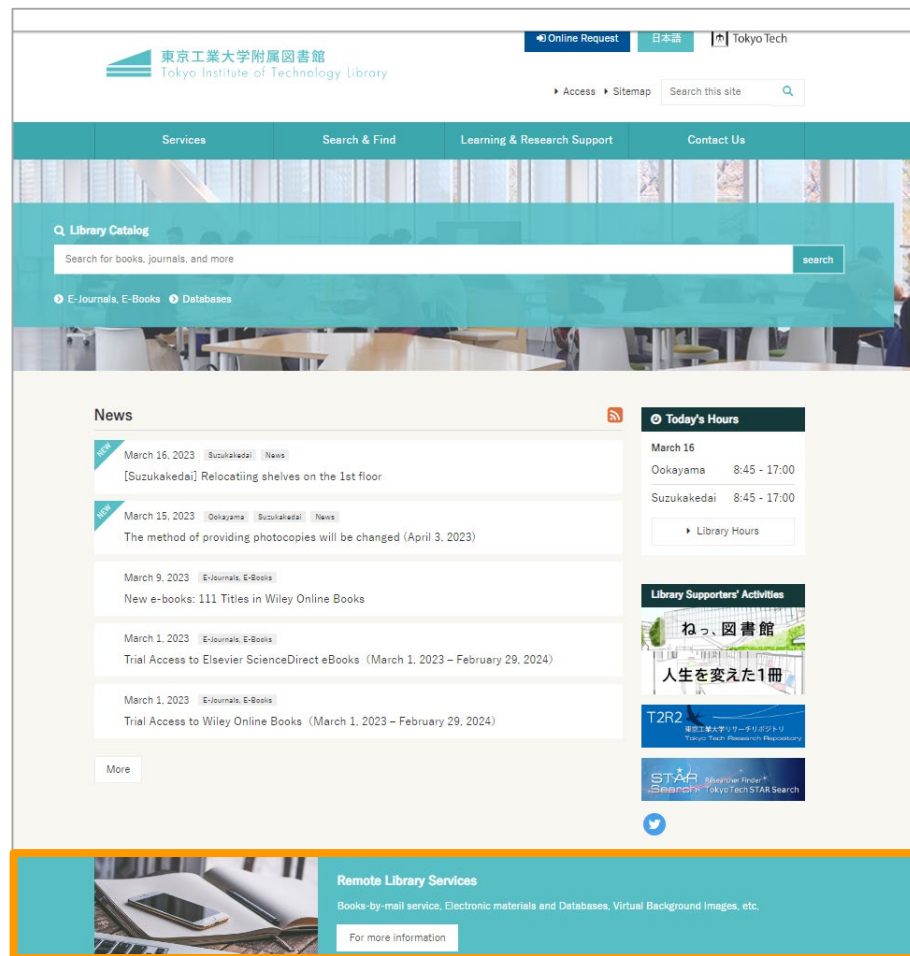 Online Request 日本語 Tokyo Tech
東京工業大学附属図書館
Tokyo Institute of Technology Library
Access Sitemap Search this site
Services Search & Find Learning & Research Support Contact Us
Library Catalog
Search for books, journals, and more search
E-Journals, E-Books Databases
News
NEW
March 16, 2023 Suzukakedai News
[Suzukakedai] Relocatiing shelves on the 1st floor
NEW
March 15, 2023 Ookayama Suzukakedai News
The method of providing photocopies will be changed (April 3, 2023)
March 9, 2023 E-Journals, E-Books
New e-books: 111 Titles in Wiley Online Books
March 1, 2023 E-Journals, E-Books
Trial Access to Elsevier ScienceDirect eBooks（March 1, 2023 – February 29, 2024）
March 1, 2023 E-Journals, E-Books
Trial Access to Wiley Online Books（March 1, 2023 – February 29, 2024）
More
Today's Hours
March 16
Ookayama 8:45 - 17:00
Suzukakedai 8:45 - 17:00
Library Hours
Library Supporters' Activities
ねっ、図書館
人生を変えた1冊
T2R2
東京工業大学リサーチリポジトリ
Tokyo Tech Research Repository
STAR Search Researcher Finder
Tokyo Tech STAR Search
Remote Library Services
Books-by-mail service, Electronic materials and Databases, Virtual Background Images, etc.
For more information